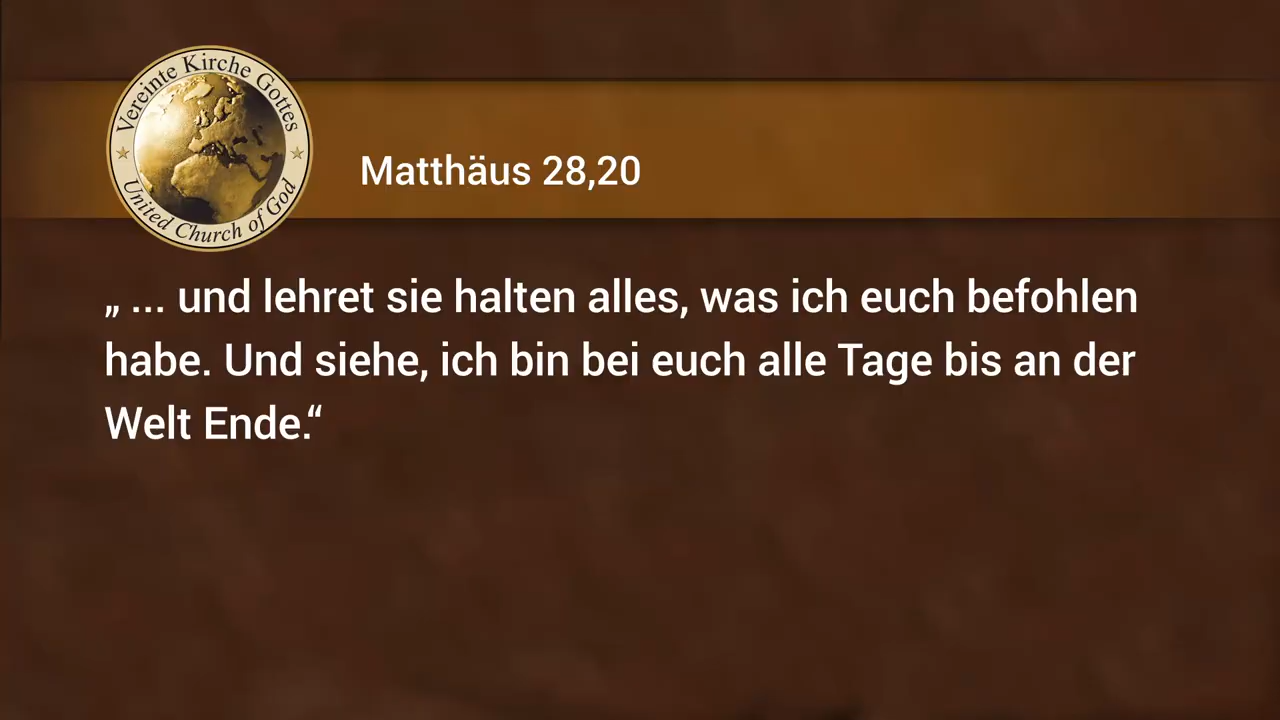 Vereinte Kirche Gottes
United Church of God
Matthäus 28,20
„ ... und lehret sie halten alles, was ich euch befohlen
habe. Und siehe, ich bin bei euch alle Tage bis an der
Welt Ende.“